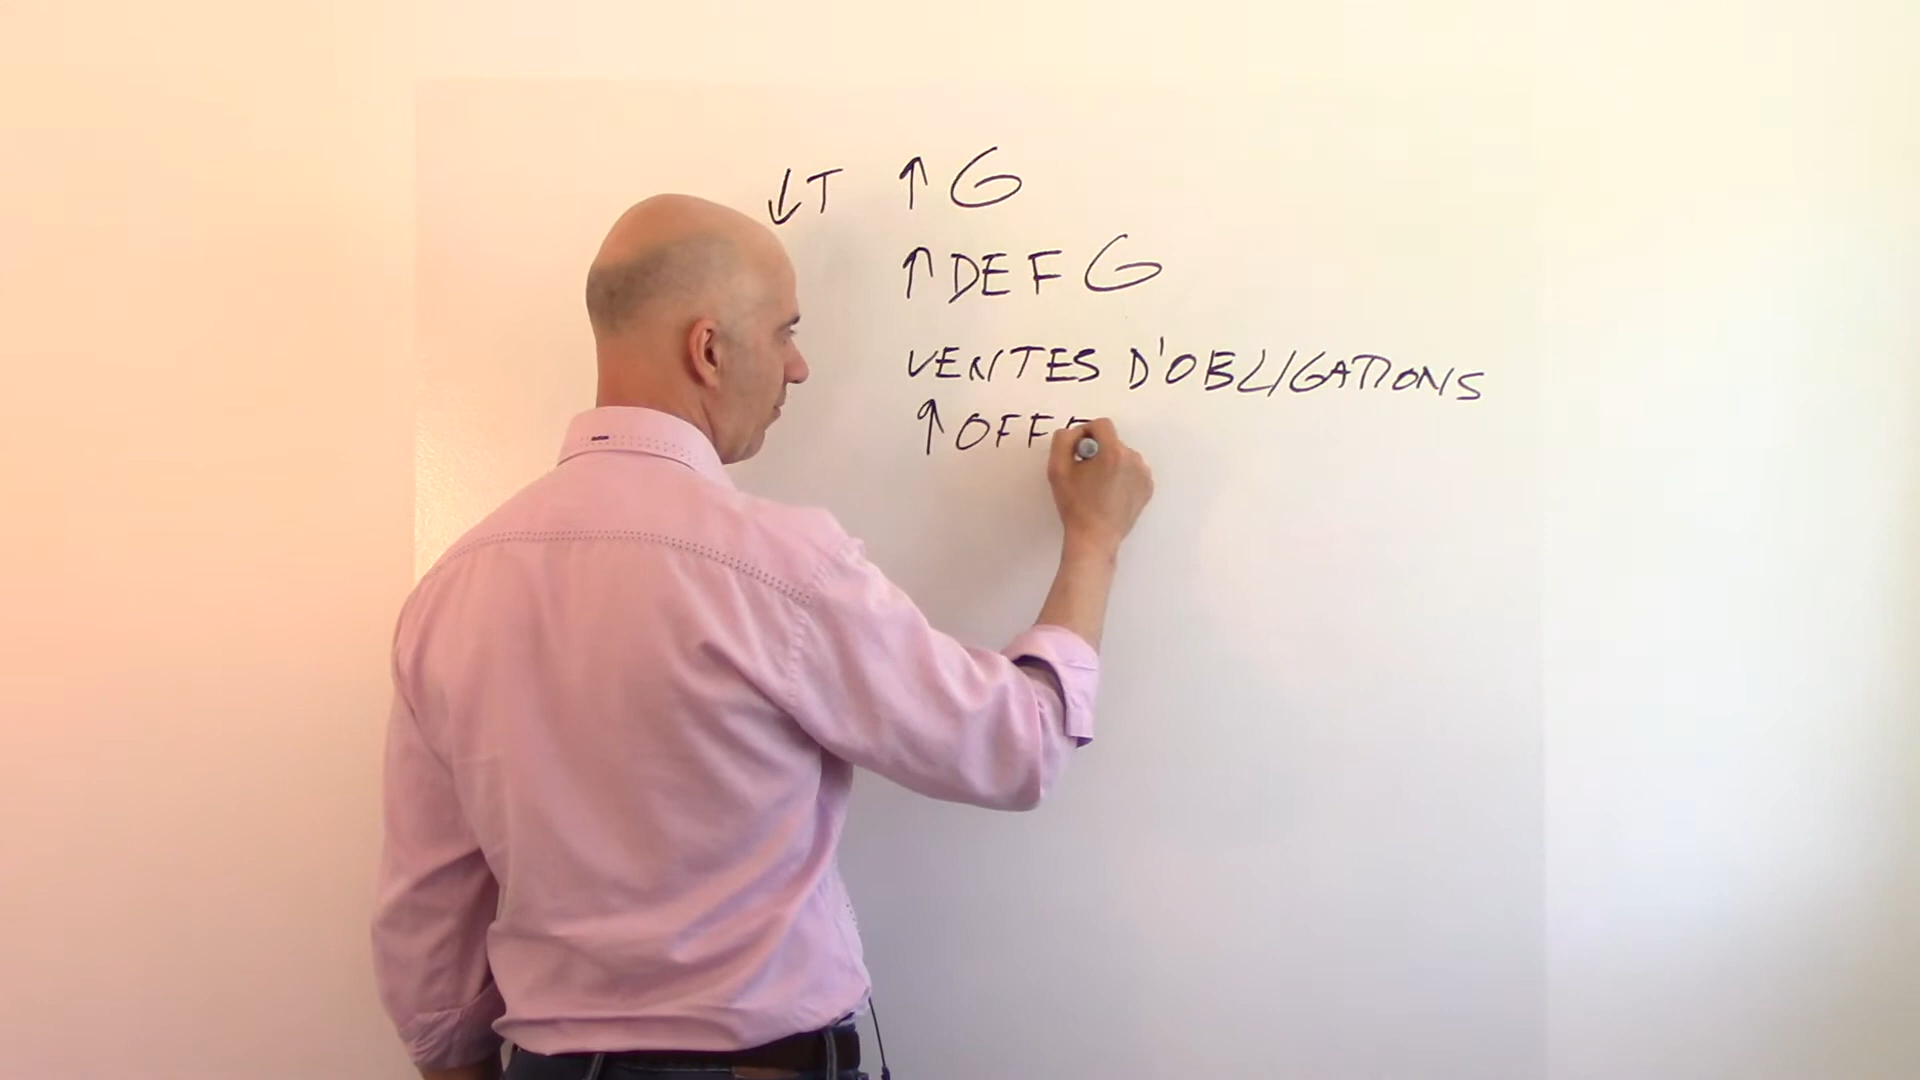 ↓T ↑G
↑DEF G
VENTES D'OBLIGATIONS
↑OFF